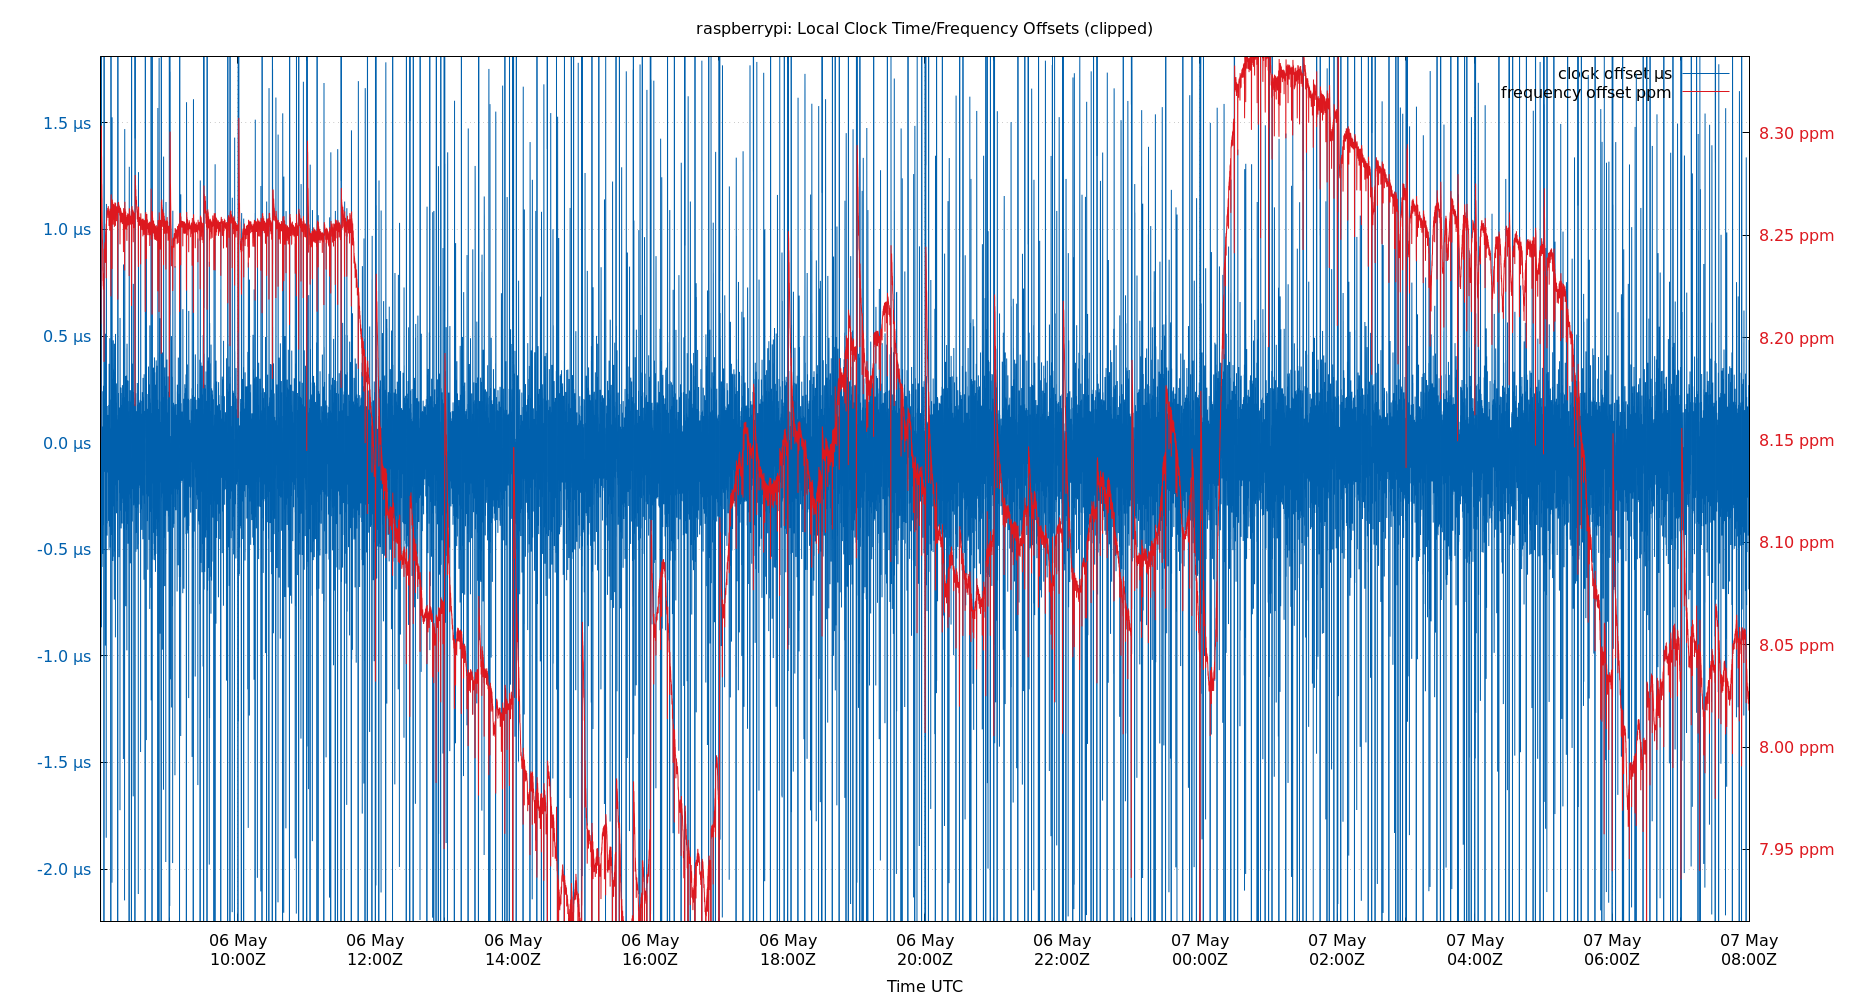 raspberrypi: Local Clock Time/Frequency Offsets (clipped)
clock offset µs
frequency offset ppm
1.5 µs
1.0 µs
0.5 µs
0.0 µs
-0.5 µs
-1.0 µs
-1.5 µs
-2.0 µs
8.30 ppm
8.25 ppm
8.20 ppm
8.15 ppm
8.10 ppm
8.05 ppm
8.00 ppm
7.95 ppm
06 May 06 May 06 May 06 May 06 May 06 May 06 May 07 May 07 May 07 May 07 May 07 May
10:00Z 12:00Z 14:00Z 16:00Z 18:00Z 20:00Z 22:00Z 00:00Z 02:00Z 04:00Z 06:00Z 08:00Z
Time UTC